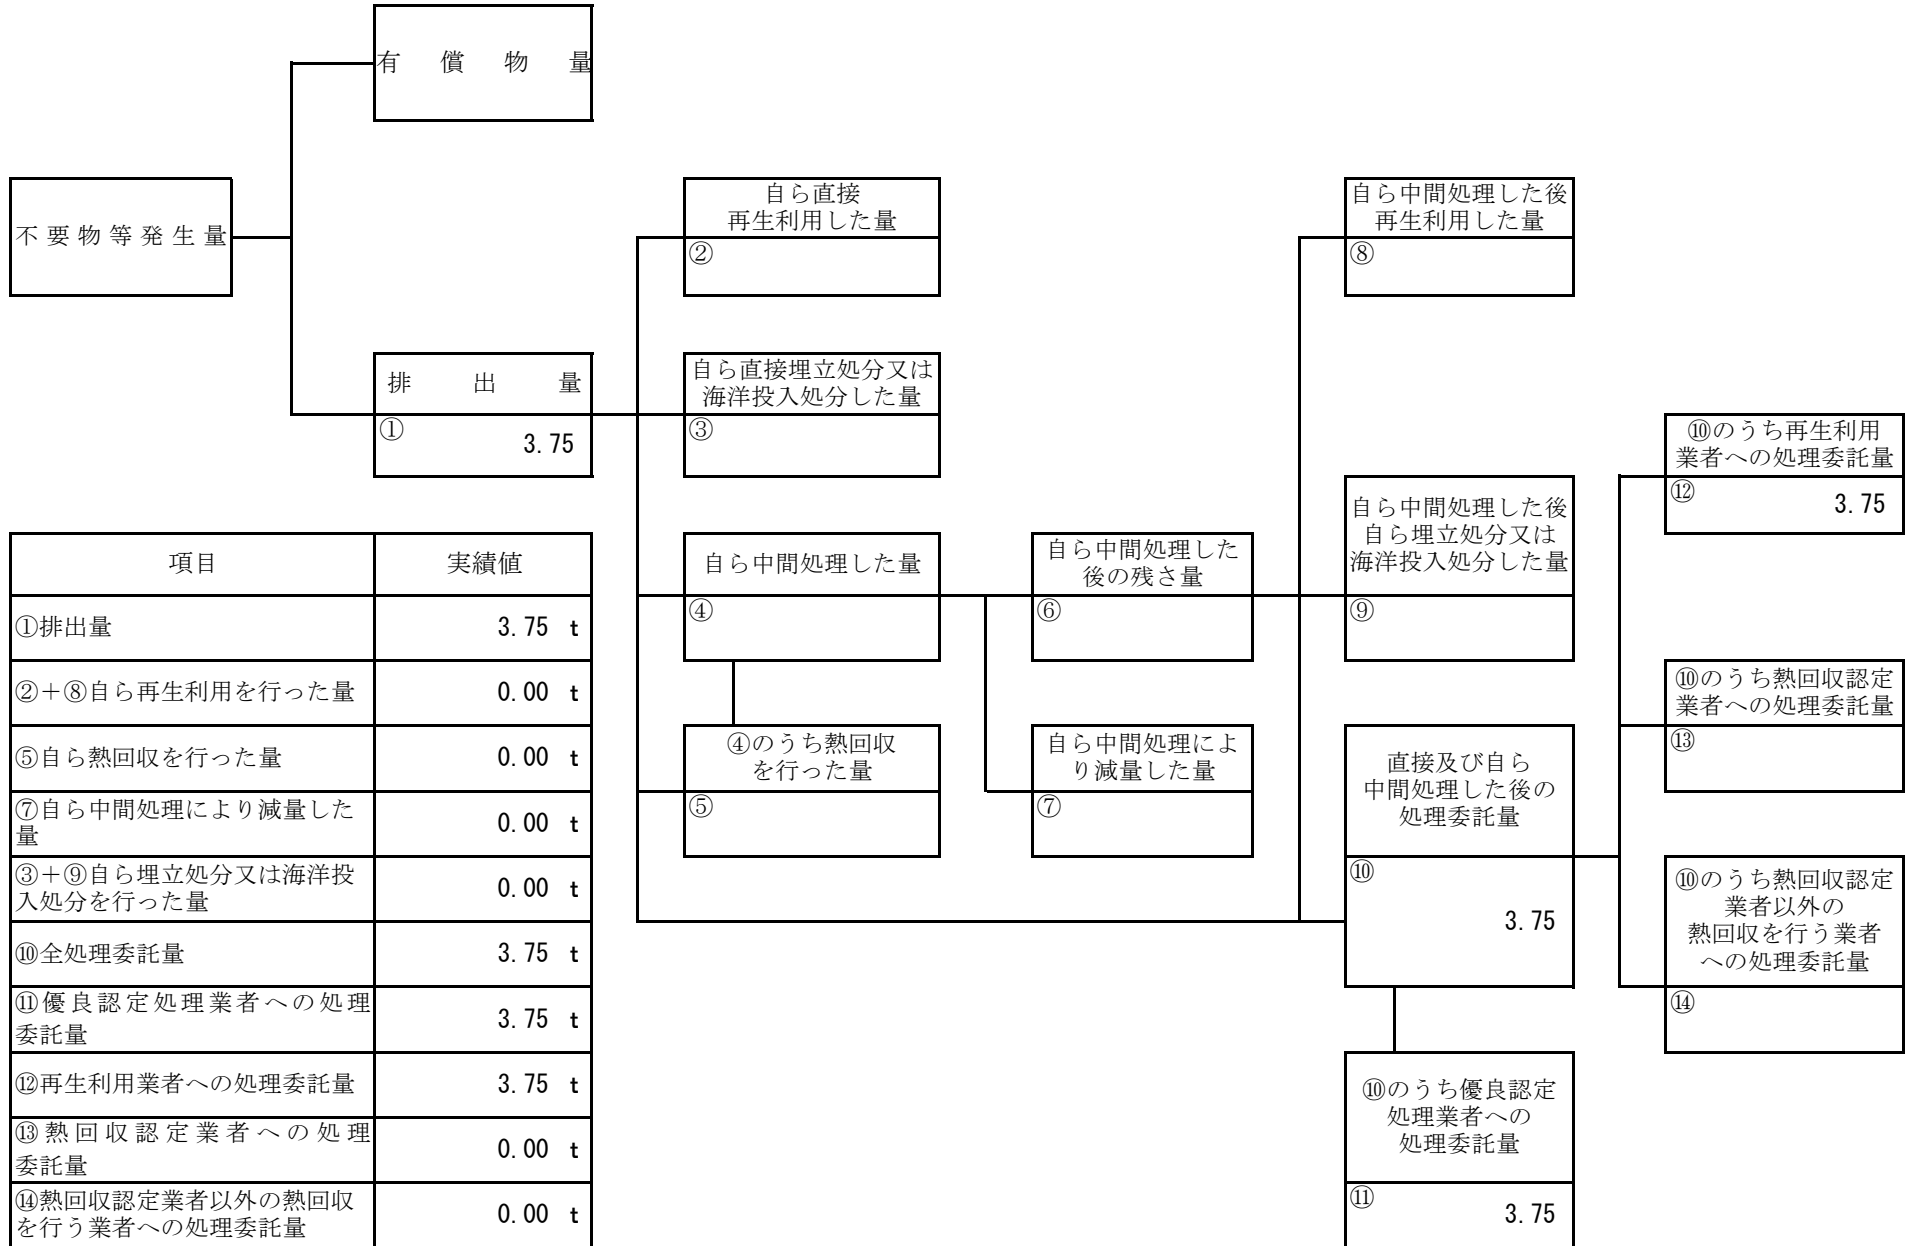 有償物量
不要物等発生量
排出量
①
3.75
自ら直接
再生利用した量
②
自ら直接埋立処分又は
海洋投入処分した量
③
自ら中間処理した量
④
④のうち熱回収
を行った量
⑤
自ら中間処理した
後の残さ量
⑥
自ら中間処理によ
り減量した量
⑦
自ら中間処理した後
再生利用した量
⑧
自ら中間処理した後
自ら埋立処分又は
海洋投入処分した量
⑨
直接及び自ら
中間処理した後の
処理委託量
⑩
3.75
⑩のうち優良認定
処理業者への
処理委託量
⑪
3.75
⑩のうち再生利用
業者への処理委託量
⑫
3.75
⑩のうち熱回収認定
業者への処理委託量
⑬
⑩のうち熱回収認定
業者以外の
熱回収を行う業者
への処理委託量
⑭
項目 実績値
①排出量 3.75 t
②+⑧自ら再生利用を行った量 0.00 t
⑤自ら熱回収を行った量 0.00 t
⑦自ら中間処理により減量した
量 0.00 t
③+⑨自ら埋立処分又は海洋投
入処分を行った量 0.00 t
⑩全処理委託量 3.75 t
⑪優良認定処理業者への処理
委託量 3.75 t
⑫再生利用業者への処理委託量 3.75 t
⑬熱回収認定業者への処理
委託量 0.00 t
⑭熱回収認定業者以外の熱回収
を行う業者への処理委託量 0.00 t